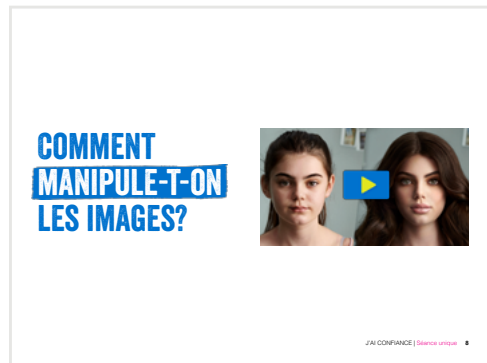 COMMENT
MANIPULE-T-ON
LES IMAGES?
J'AI CONFIANCE | Séance unique 8